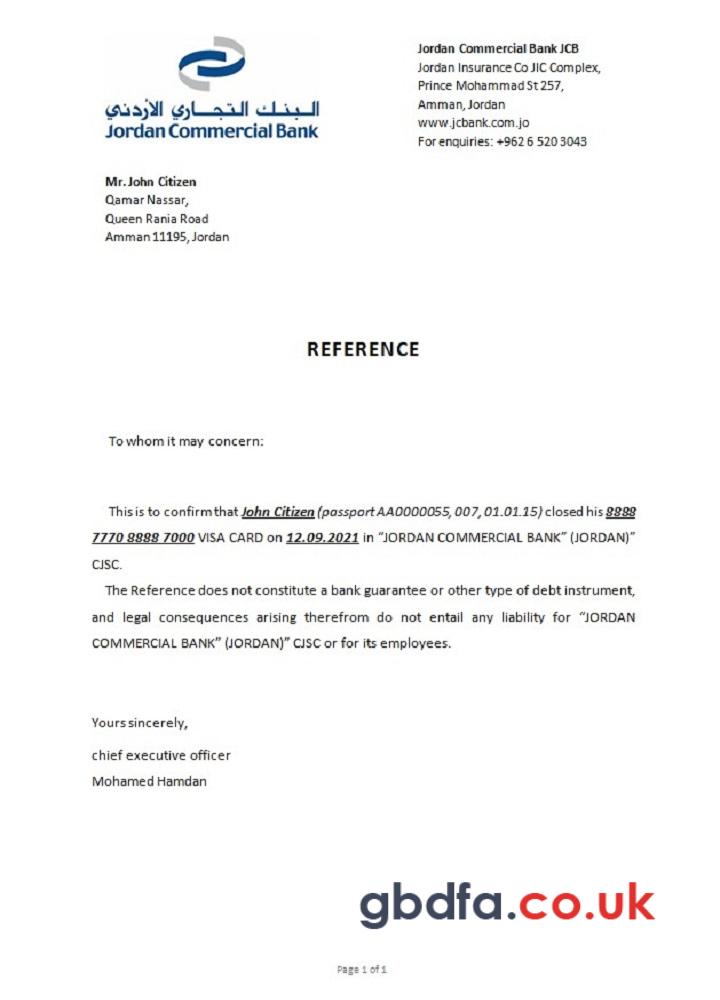 البنك التجاري الأردني
Jordan Commercial Bank
Jordan Commercial Bank JCB
Jordan Insurance Co JIC Complex,
Prince Mohammad St 257,
Amman, Jordan
www.jcbank.com.jo
For enquiries: +962 6 520 3043
Mr. John Citizen
Qamar Nassar,
Queen Rania Road
Amman 11195, Jordan
REFERENCE
To whom it may concern:
This is to confirm that John Citizen (passport AA0000055, 007, 01.01.15) closed his 8888
7770 8888 7000 VISA CARD on 12.09.2021 in “JORDAN COMMERCIAL BANK” (JORDAN)”
CJSC.
The Reference does not constitute a bank guarantee or other type of debt instrument,
and legal consequences arising therefrom do not entail any liability for “JORDAN
COMMERCIAL BANK” (JORDAN)” CJSC or for its employees.
Yours sincerely,
chief executive officer
Mohamed Hamdan
gbdfa.co.uk
Page 1 of 1